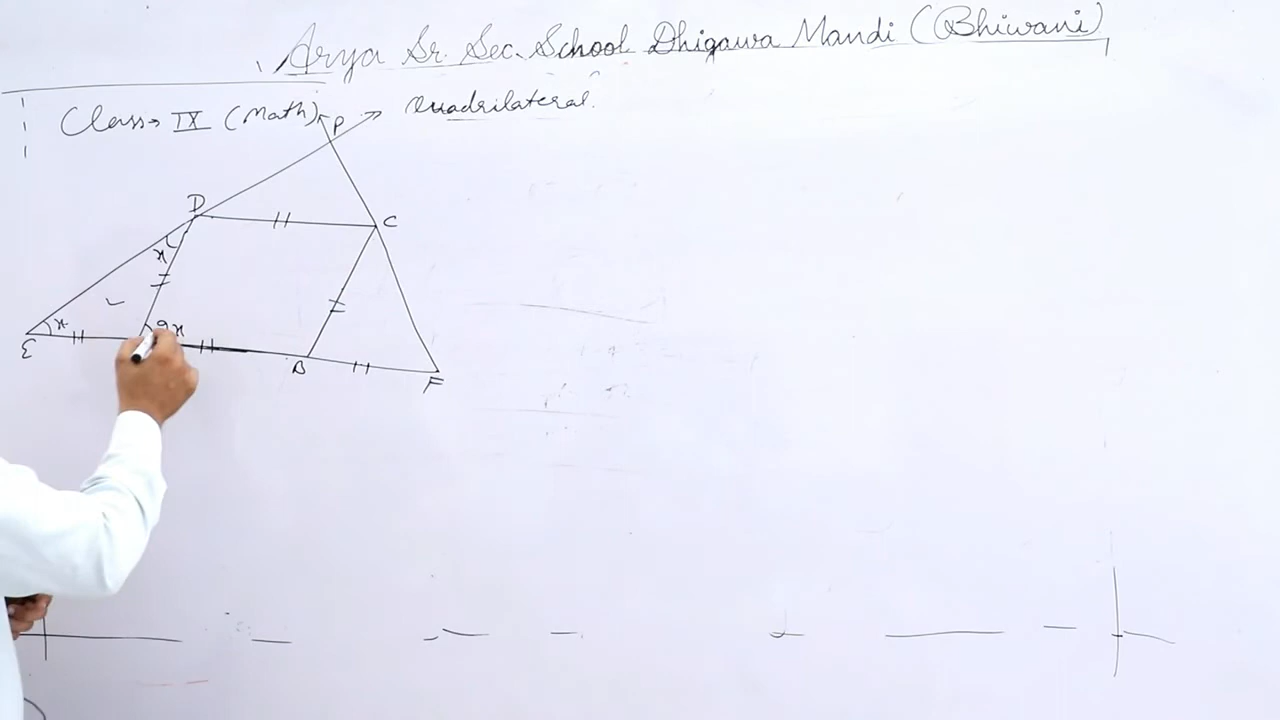 Arya Sr. Sec. School Dhigawa Mandi (Bhiwani)
Class → IX (Math)
Quadrilateral.
P
D
C
x
x
2x
E
B
F